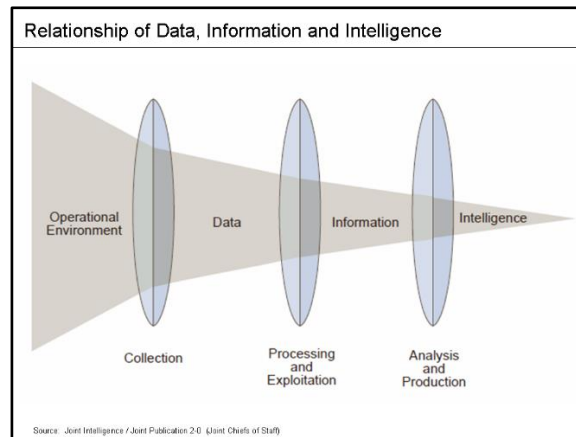 Relationship of Data, Information and Intelligence
Operational
Environment
Data
Information
Intelligence
Collection
Processing
and
Exploitation
Analysis
and
Production
Source: Joint Intelligence / Joint Publication 2-0 (Joint Chiefs of Staff)